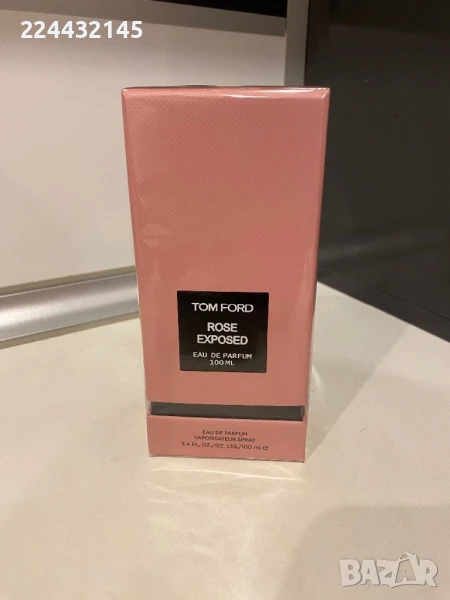 224432145
TOM FORD
ROSE
EXPOSED
EAU DE PARFUM
100 ML
EAU DE PARFUM
VAPORISATEUR SPRAY
3.4 FL. OZ./OZ. LIQ./100 ml e
BAZAR